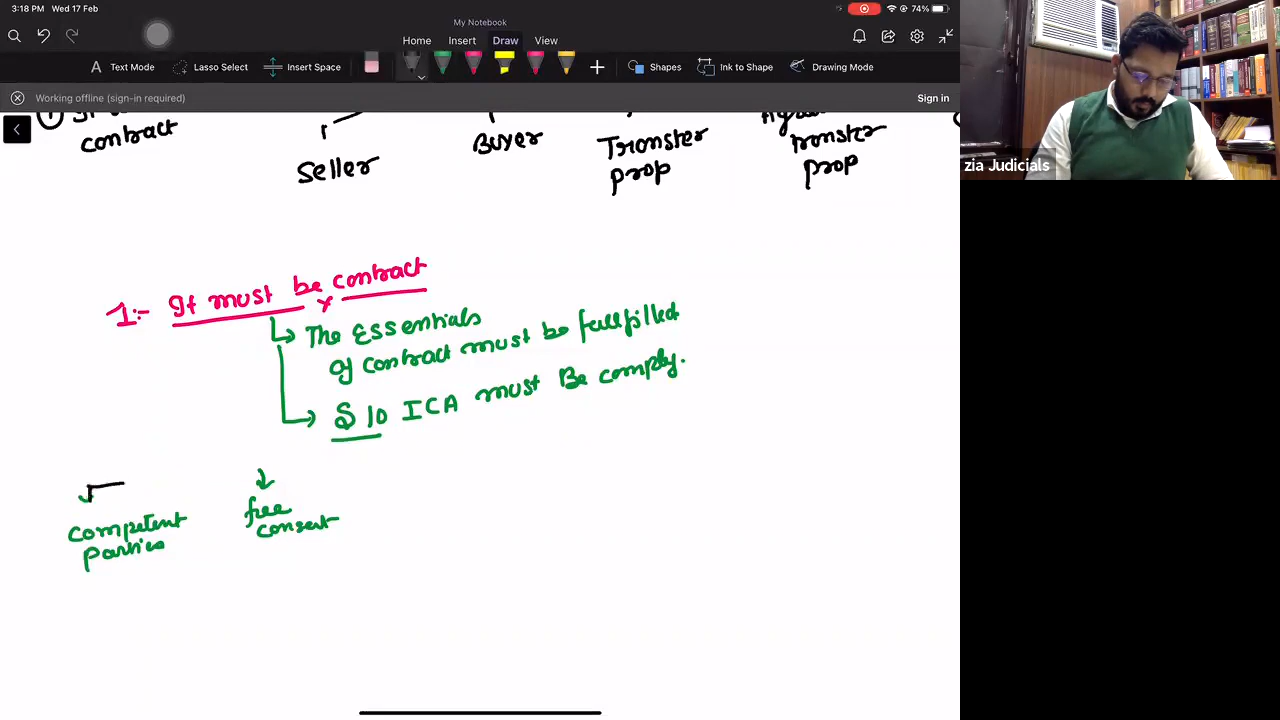 3:18 PM Wed 17 Feb
74%
My Notebook
Home Insert Draw View
Text Mode Lasso Select Insert Space Shapes Ink to Shape Drawing Mode
Working offline (sign-in required) Sign in
contract
Seller
Buyer
Transfer
prop
Transfer
prop
zia Judicials
1:- It must be contract
The Essentials
of contract must be fullfilled
S 10 ICA must Be comply.
competent
parties
free
consent